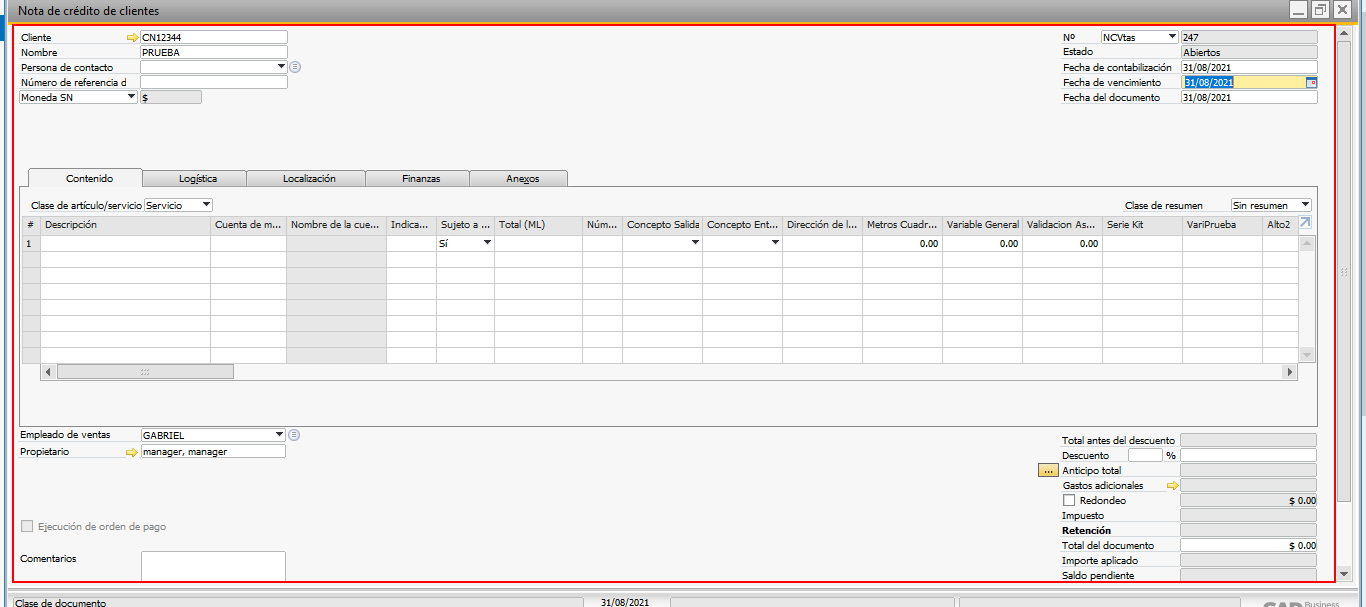 Nota de crédito de clientes
Cliente CN12344
Nombre PRUEBA
Persona de contacto
Número de referencia d
Moneda SN $
Nº NCVtas 247
Estado Abiertos
Fecha de contabilización 31/08/2021
Fecha de vencimiento 31/08/2021
Fecha del documento 31/08/2021
Contenido Logística Localización Finanzas Anexos
Clase de artículo/servicio Servicio Clase de resumen Sin resumen
# Descripción Cuenta de m... Nombre de la cue... Indica... Sujeto a ... Total (ML) Núm... Concepto Salida Concepto Ent... Dirección de l... Metros Cuadr... Variable General Validacion As... Serie Kit VariPrueba Alto2
1 Sí 0.00 0.00 0.00
Empleado de ventas GABRIEL
Propietario manager, manager
Ejecución de orden de pago
Comentarios
Total antes del descuento
Descuento %
... Anticipo total
Gastos adicionales
Redondeo $ 0.00
Impuesto
Retención
Total del documento $ 0.00
Importe aplicado
Saldo pendiente
Clase de documento 31/08/2021 SAP Business